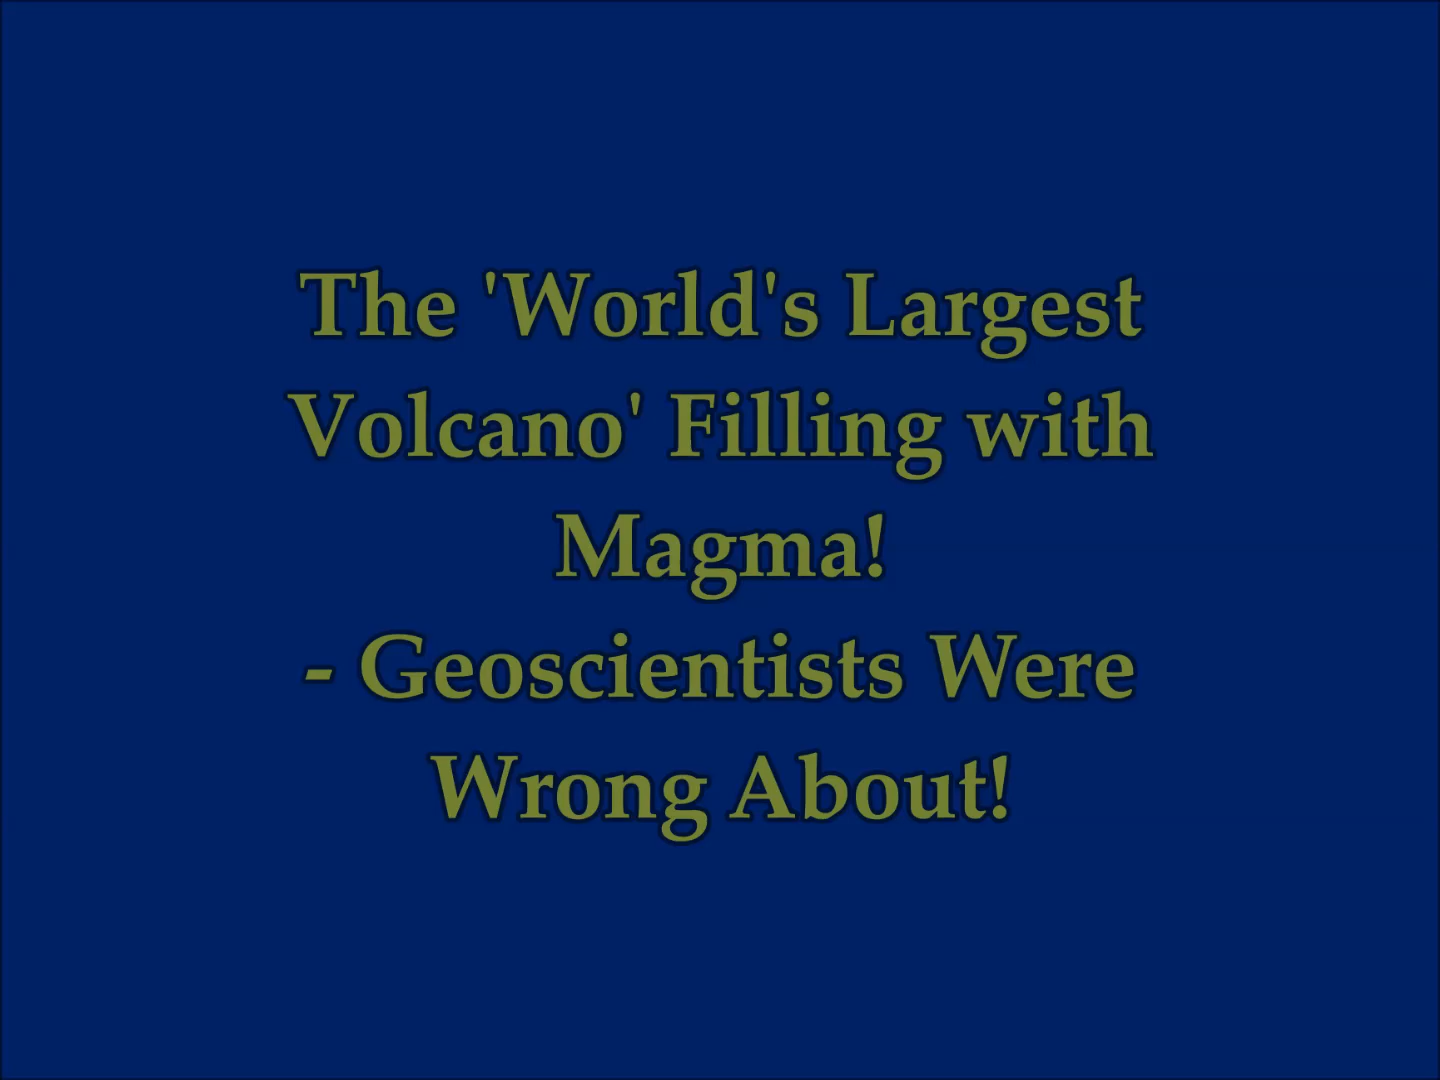 The 'World's Largest
Volcano' Filling with
Magma!
- Geoscientists Were
Wrong About!